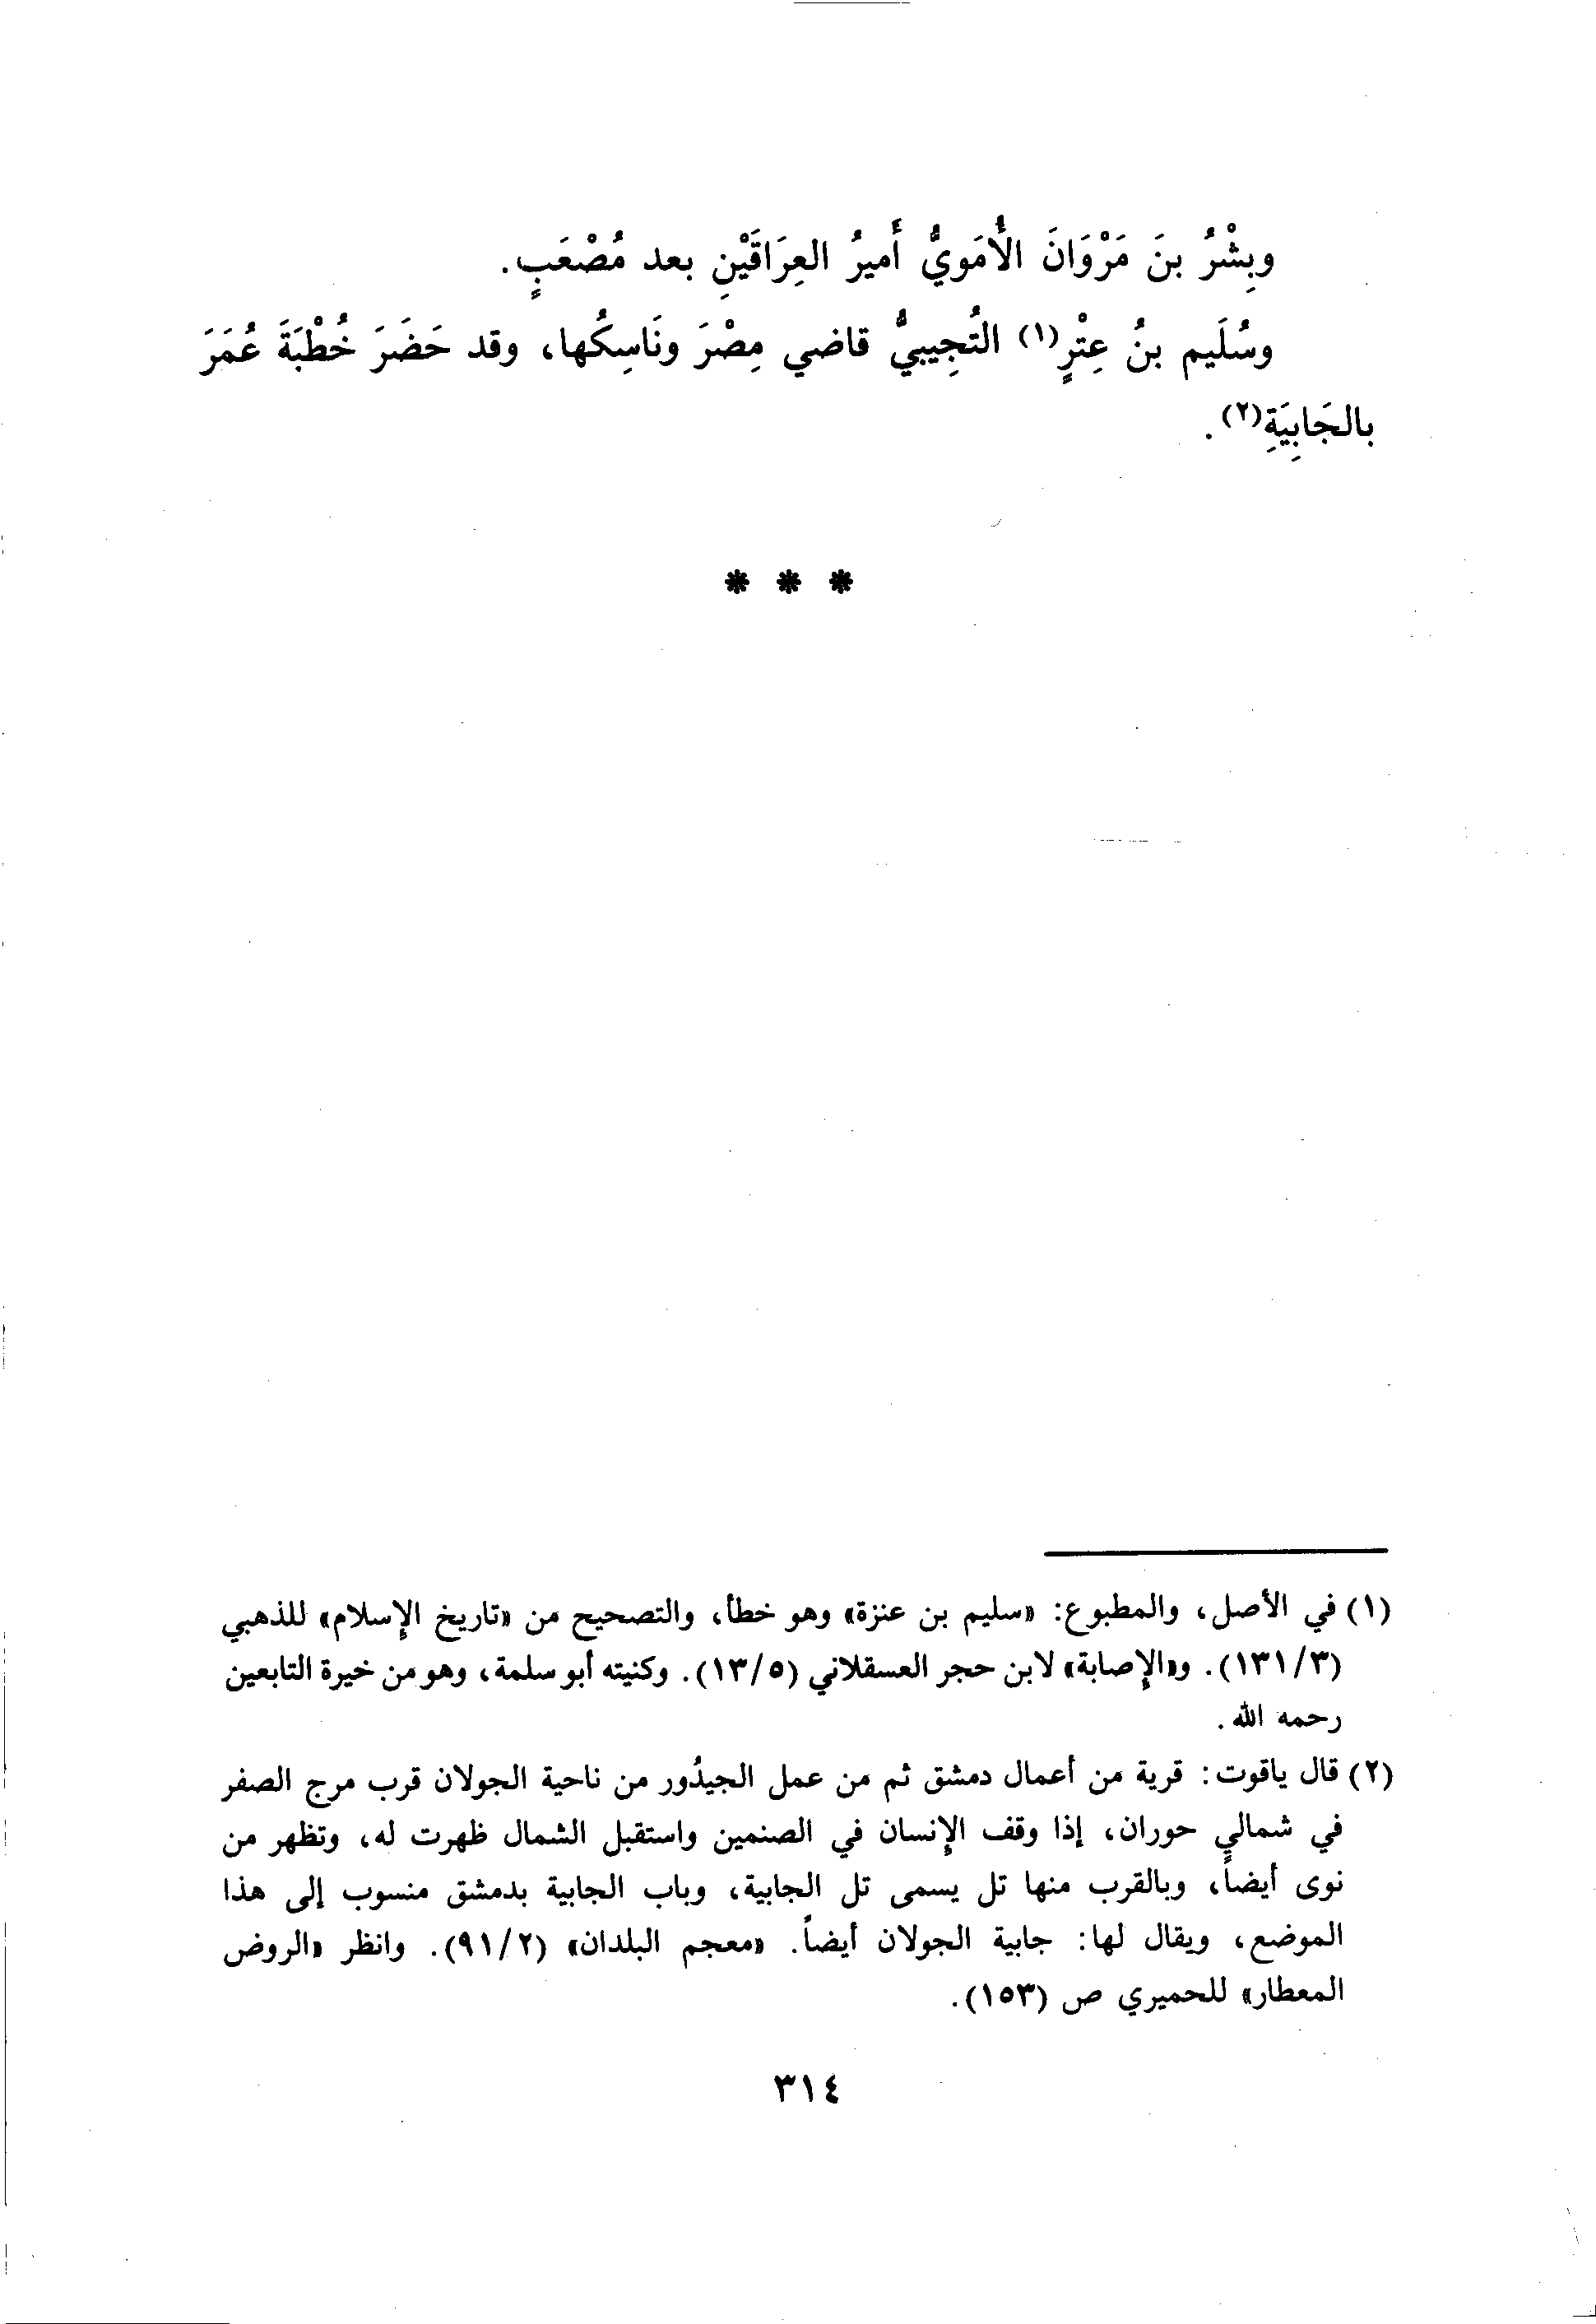 وبِشْرُ بنَ مَرْوَانَ الأُمَويُّ أَميرُ العِرَاقَيْنِ بعد مُصْعَبٍ.
وسُلَيم بنُ عِتْرٍ(١) التُجِيبيُّ قاضي مِصْرَ ونَاسِكُها، وقد حَضَرَ خُطْبَةَ عُمَرَ
بالجَابِيَةِ(٢).
* * *
(١) في الأصل، والمطبوع: «سليم بن عنزة» وهو خطأ، والتصحيح من «تاريخ الإسلام» للذهبي
(٣/ ١٣١). و«الإصابة» لابن حجر العسقلاني (٥/ ١٣). وكنيته أبو سلمة، وهو من خيرة التابعين
رحمه الله.
(٢) قال ياقوت: قرية من أعمال دمشق ثم من عمل الجيدُور من ناحية الجولان قرب مرج الصفر
في شمالي حوران، إذا وقف الإنسان في الصنمين واستقبل الشمال ظهرت له، وتظهر من
نوى أيضاً، وبالقرب منها تل يسمى تل الجابية، وباب الجابية بدمشق منسوب إلى هذا
الموضع، ويقال لها: جابية الجولان أيضاً. «معجم البلدان» (٢/ ٩١). وانظر «الروض
المعطار» للحميري ص (١٥٣).
٣١٤